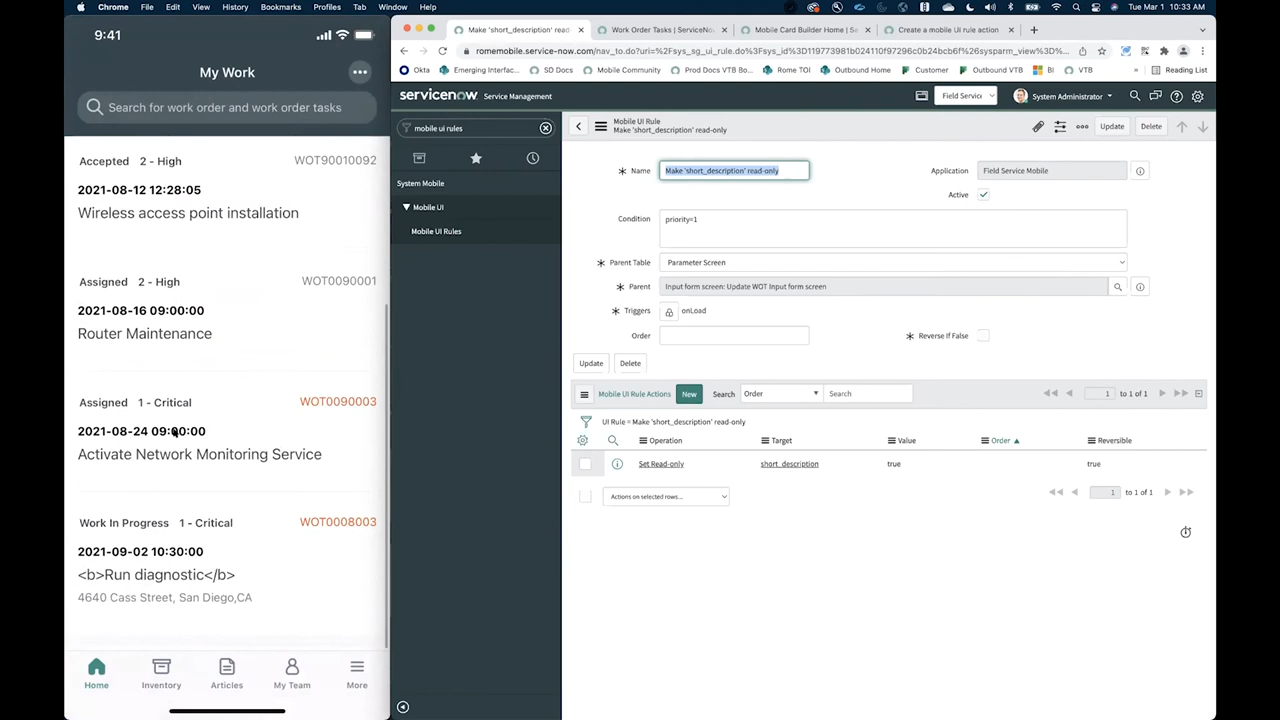 Chrome File Edit View History Bookmarks Profiles Tab Window Help
Tue Mar 1 10:33 AM
9:41
My Work
Search for work order and work order tasks
Accepted 2 - High WOT90010092
2021-08-12 12:28:05
Wireless access point installation
Assigned 2 - High WOT0090001
2021-08-16 09:00:00
Router Maintenance
Assigned 1 - Critical WOT0090003
2021-08-24 09:00:00
Activate Network Monitoring Service
Work In Progress 1 - Critical WOT0008003
2021-09-02 10:30:00
<b>Run diagnostic</b>
4640 Cass Street, San Diego,CA
Home Inventory Articles My Team More
Make 'short_description' read-
Work Order Tasks | ServiceNo
Mobile Card Builder Home | Se
Create a mobile UI rule action
romemobile.service-now.com/nav_to.do?uri=%2Fsys_sg_ui_rule.do%3Fsys_id%3D119773981b024110f97296c0b24bcb6f%26sysparm_view%3D...
Okta Emerging Interfac... SD Docs Mobile Community Prod Docs VTB Bo... Rome TOI Outbound Home Customer Outbound VTB BI VTB » Reading List
servicenow Service Management
Field Servic System Administrator
mobile ui rules
System Mobile
Mobile UI
Mobile UI Rules
Mobile UI Rule
Make 'short_description' read-only
Update Delete
Name Make 'short_description' read-only
Application Field Service Mobile
Active
Condition priority=1
Parent Table Parameter Screen
Parent Input form screen: Update WOT Input form screen
Triggers onLoad
Order
Reverse If False
Update Delete
Mobile UI Rule Actions New Search Order Search 1 to 1 of 1
UI Rule = Make 'short_description' read-only
Operation Target Value Order Reversible
Set Read-only short_description true true
Actions on selected rows... 1 to 1 of 1